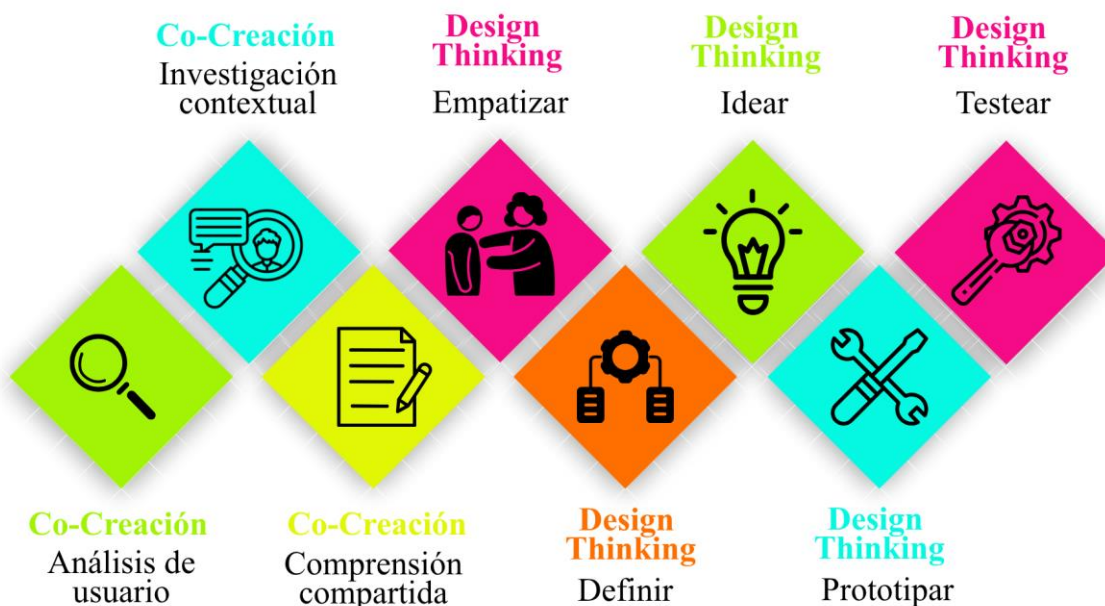 Co-Creación
Investigación
contextual
Design
Thinking
Empatizar
Design
Thinking
Idear
Design
Thinking
Testear
Co-Creación
Análisis de
usuario
Co-Creación
Comprensión
compartida
Design
Thinking
Definir
Design
Thinking
Prototipar